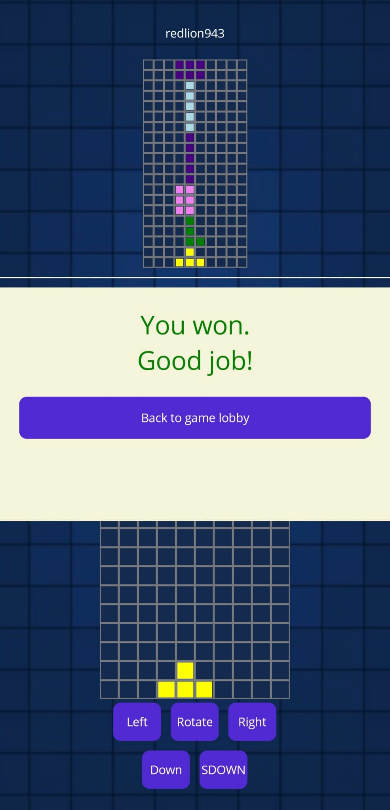 redlion943
You won.
Good job!
Back to game lobby
Left
Rotate
Right
Down
SDOWN